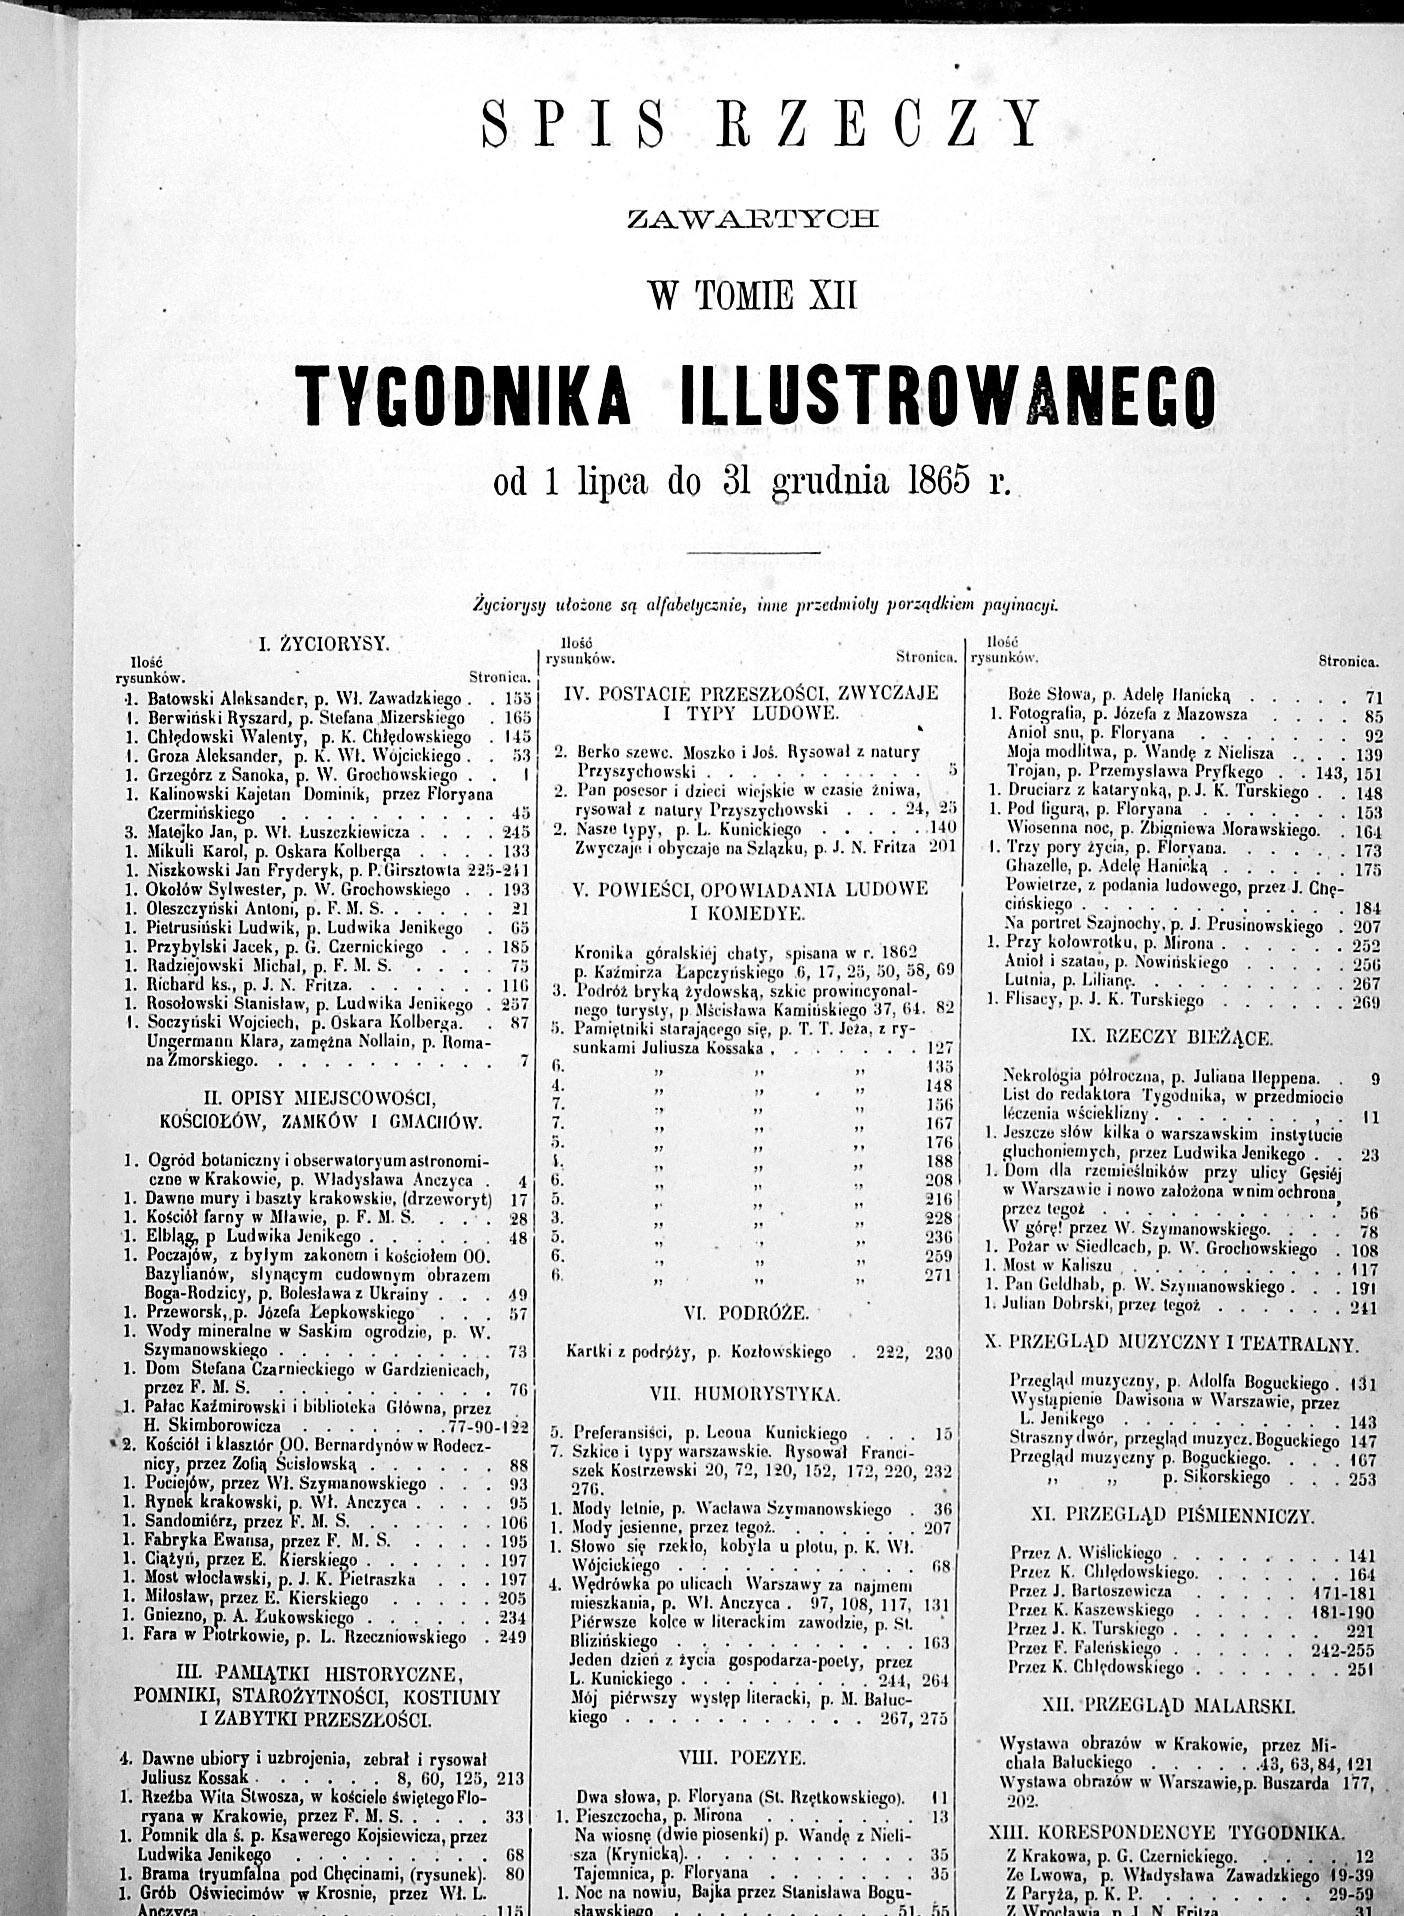 SPIS RZECZY
ZAWARTYCH
W TOMIE XII
TYGODNIKA ILLUSTROWANEGO
od 1 lipca do 31 grudnia 1865 r.
Życiorysy ułożone są alfabetycznie, inne przedmioty porządkiem paginacyi.
I. ŻYCIORYSY.
Ilość
rysunków. Stronica.
1. Batowski Aleksander, p. Wł. Zawadzkiego . . 155
1. Berwiński Ryszard, p. Stefana Mizerskiego 165
1. Chłędowski Walenty, p. K. Chłędowskiego . 145
1. Groza Aleksander, p. K. Wł. Wójcickiego . . 53
1. Grzegórz z Sanoka, p. W. Grochowskiego . . 1
1. Kalinowski Kajetan Dominik, przez Floryana
Czermińskiego . . . . . . . . . . 45
3. Matejko Jan, p. Wł. Łuszczkiewicza . . . . 245
1. Mikuli Karol, p. Oskara Kolberga . . . . 133
1. Niszkowski Jan Fryderyk, p. P. Girsztowta 225-241
1. Okołów Sylwester, p. W. Grochowskiego . . 193
1. Oleszczyński Antoni, p. F. M. S. . . . . . 21
1. Pietrusiński Ludwik, p. Ludwika Jenikego . 65
1. Przybylski Jacek, p. G. Czernickiego . . . 185
1. Radziejowski Michał, p. F. M. S. . . . . 75
1. Richard ks., p. J. N. Fritza. . . . . . . 116
1. Rosołowski Stanisław, p. Ludwika Jenikego . 257
1. Soczyński Wojciech, p. Oskara Kolberga. . 87
Ungermann Klara, zamężna Nollain, p. Roma-
na Zmorskiego. . . . . . . . . . . 7
II. OPISY MIEJSCOWOŚCI,
KOŚCIOŁÓW, ZAMKÓW I GMACHÓW.
1. Ogród botaniczny i obserwatoryum astronomi-
czne w Krakowie, p. Władysława Anczyca . 4
1. Dawne mury i baszty krakowskie, (drzeworyt) 17
1. Kościół farny w Mławie, p. F. M. S. . . . 28
1. Elbląg, p Ludwika Jenikego . . . . . . 48
1. Poczajów, z byłym zakonem i kościołem OO.
Bazylianów, słynącym cudownym obrazem
Boga-Rodzicy, p. Bolesława z Ukrainy . . . 49
1. Przeworsk, p. Józefa Łepkowskiego . . . 57
1. Wody mineralne w Saskim ogrodzie, p. W.
Szymanowskiego . . . . . . . . . . 73
1. Dom Stefana Czarnieckiego w Gardzienicach,
przez F. M. S. . . . . . . . . . . . 76
1. Pałac Kaźmirowski i biblioteka Główna, przez
H. Skimborowicza . . . . . . . 77-90-122
2. Kościół i klasztór OO. Bernardynów w Rodecz-
nicy, przez Zofią Ścisłowską . . . . . . 88
1. Pociejów, przez Wł. Szymanowskiego . . . 93
1. Rynek krakowski, p. Wł. Anczyca . . . . 95
1. Sandomiérz, przez F. M. S. . . . . . . 106
1. Fabryka Ewansa, przez F. M. S. . . . . 195
1. Ciążyń, przez E. Kierskiego . . . . . . 197
1. Most włocławski, p. J. K. Pietraszka . . . 197
1. Miłosław, przez E. Kierskiego . . . . . 205
1. Gniezno, p. A. Łukowskiego . . . . . . 234
1. Fara w Piotrkowie, p. L. Rzeczniowskiego . 249
III. PAMIĄTKI HISTORYCZNE,
POMNIKI, STAROŻYTNOŚCI, KOSTIUMY
I ZABYTKI PRZESZŁOŚCI.
4. Dawne ubiory i uzbrojenia, zebrał i rysował
Juliusz Kossak . . . . . . 8, 60, 125, 213
1. Rzeźba Wita Stwosza, w kościele świętego Flo-
ryana w Krakowie, przez F. M. S. . . . . 33
1. Pomnik dla ś. p. Ksawerego Kojsiewicza, przez
Ludwika Jenikego . . . . . . . . . 68
1. Brama tryumfalna pod Chęcinami, (rysunek). 80
1. Grób Oświecimów w Krosnie, przez Wł. L.
Anczyca . . . . . . . . . . . . . 115
Ilość
rysunków. Stronica.
IV. POSTACIE PRZESZŁOŚCI, ZWYCZAJE
I TYPY LUDOWE.
2. Berko szewc. Moszko i Joś. Rysował z natury
Przyszychowski . . . . . . . . . . 5
2. Pan posesor i dzieci wiejskie w czasie żniwa,
rysował z natury Przyszychowski . . . 24, 25
2. Nasze typy, p. L. Kunickiego . . . . . . 140
Zwyczaje i obyczaje na Szlązku, p. J. N. Fritza 201
V. POWIEŚCI, OPOWIADANIA LUDOWE
I KOMEDYE.
Kronika góralskiéj chaty, spisana w r. 1862
p. Kaźmirza Łapczyńskiego 6, 17, 25, 50, 58, 69
3. Podróż bryką żydowską, szkic prowincyonal-
nego turysty, p Mścisława Kamińskiego 37, 64. 82
5. Pamiętniki starającego się, p. T. T. Jeża, z ry-
sunkami Juliusza Kossaka . . . . . . . 127
6. „ „ „ 135
4. „ „ „ 148
7. „ „ „ 156
7. „ „ „ 167
5. „ „ „ 176
1. „ „ „ 188
6. „ „ „ 208
5. „ „ „ 216
3. „ „ „ 228
5. „ „ „ 236
6. „ „ „ 259
6. „ „ „ 271
VI. PODRÓŻE.
Kartki z podróży, p. Kozłowskiego . 222, 230
VII. HUMORYSTYKA.
5. Preferansiści, p. Leona Kunickiego . . . 15
7. Szkice i typy warszawskie. Rysował Franci-
szek Kostrzewski 20, 72, 120, 152, 172, 220, 232
276.
1. Mody letnie, p. Wacława Szymanowskiego . 36
1. Mody jesienne, przez tegoż. . . . . . . 207
1. Słowo się rzekło, kobyła u płotu, p. K. Wł.
Wójcickiego . . . . . . . . . . . 68
4. Wędrówka po ulicach Warszawy za najmem
mieszkania, p. Wł. Anczyca . 97, 108, 117, 131
Piérwsze kolce w literackim zawodzie, p. St.
Blizińskiego . . . . . . . . . . . 163
Jeden dzień z życia gospodarza-poety, przez
L. Kunickiego . . . . . . . . . 244, 264
Mój piérwszy występ literacki, p. M. Bałuc-
kiego . . . . . . . . . . . 267, 275
VIII. POEZYE.
Dwa słowa, p. Floryana (St. Rzętkowskiego). 11
1. Pieszczocha, p. Mirona . . . . . . . 13
Na wiosnę (dwie piosenki) p. Wandę z Nieli-
sza (Krynicką). . . . . . . . . . . 35
Tajemnica, p. Floryana . . . . . . . 35
1. Noc na nowiu, Bajka przez Stanisława Bogu-
sławskiego . . . . . . . . . . 51, 55
Ilość
rysunków. Stronica.
Boże Słowa, p. Adelę Hanicką . . . . . 71
1. Fotografia, p. Józefa z Mazowsza . . . . 85
Anioł snu, p. Floryana . . . . . . . 92
Moja modlitwa, p. Wandę z Nielisza . . . 139
Trojan, p. Przemysława Pryfkego . . 143, 151
1. Druciarz z katarynką, p. J. K. Turskiego . . 148
1. Pod figurą, p. Floryana . . . . . . . 153
Wiosenna noc, p. Zbigniewa Morawskiego. . 164
1. Trzy pory życia, p. Floryana. . . . . . 173
Ghazelle, p. Adelę Hanicką . . . . . . 175
Powietrze, z podania ludowego, przez J. Chę-
cińskiego . . . . . . . . . . . . 184
Na portret Szajnochy, p. J. Prusinowskiego . 207
1. Przy kołowrotku, p. Mirona . . . . . . 252
Anioł i szatan, p. Nowińskiego . . . . . 256
Lutnia, p. Lilianę. . . . . . . . . . 267
1. Flisacy, p. J. K. Turskiego . . . . . . 269
IX. RZECZY BIEŻĄCE.
Nekrologia półroczna, p. Juliana Heppena. . 9
List do redaktora Tygodnika, w przedmiocie
léczenia wścieklizny . . . . . . . . . 11
1. Jeszcze słów kilka o warszawskim instytucie
głuchoniemych, przez Ludwika Jenikego . . 23
1. Dom dla rzemieślników przy ulicy Gęsiéj
w Warszawie i nowo założona w nim ochrona,
przez tegoż . . . . . . . . . . . 56
W górę! przez W. Szymanowskiego. . . . 78
1. Pożar w Siedlcach, p. W. Grochowskiego . 108
1. Most w Kaliszu . . . . . . . . . . 117
1. Pan Geldhab, p. W. Szymanowskiego . . . 191
1. Julian Dobrski, przez tegoż . . . . . . 241
X. PRZEGLĄD MUZYCZNY I TEATRALNY.
Przegląd muzyczny, p. Adolfa Boguckiego . 131
Wystąpienie Dawisona w Warszawie, przez
L. Jenikego . . . . . . . . . . . 143
Straszny dwór, przegląd muzycz. Boguckiego 147
Przegląd muzyczny p. Boguckiego. . . . 167
„ „ p. Sikorskiego . . . 253
XI. PRZEGLĄD PIŚMIENNICZY.
Przez A. Wiślickiego . . . . . . . . 141
Przez K. Chłędowskiego. . . . . . . 164
Przez J. Bartoszewicza . . . . . 171-181
Przez K. Kaszewskiego . . . . . 181-190
Przez J. K. Turskiego . . . . . . . . 221
Przez F. Faleńskiego . . . . . . 242-255
Przez K. Chłędowskiego . . . . . . . 251
XII. PRZEGLĄD MALARSKI.
Wystawa obrazów w Krakowie, przez Mi-
chała Bałuckiego . . . . . . 43, 63, 84, 121
Wystawa obrazów w Warszawie, p. Buszarda 177,
202.
XIII. KORESPONDENCYE TYGODNIKA.
Z Krakowa, p. G. Czernickiego. . . . . 12
Ze Lwowa, p. Władysława Zawadzkiego 19-39
Z Paryża, p. K. P. . . . . . . . 29-59
Z Wrocławia, p. J. N. Fritza . . . . . 31